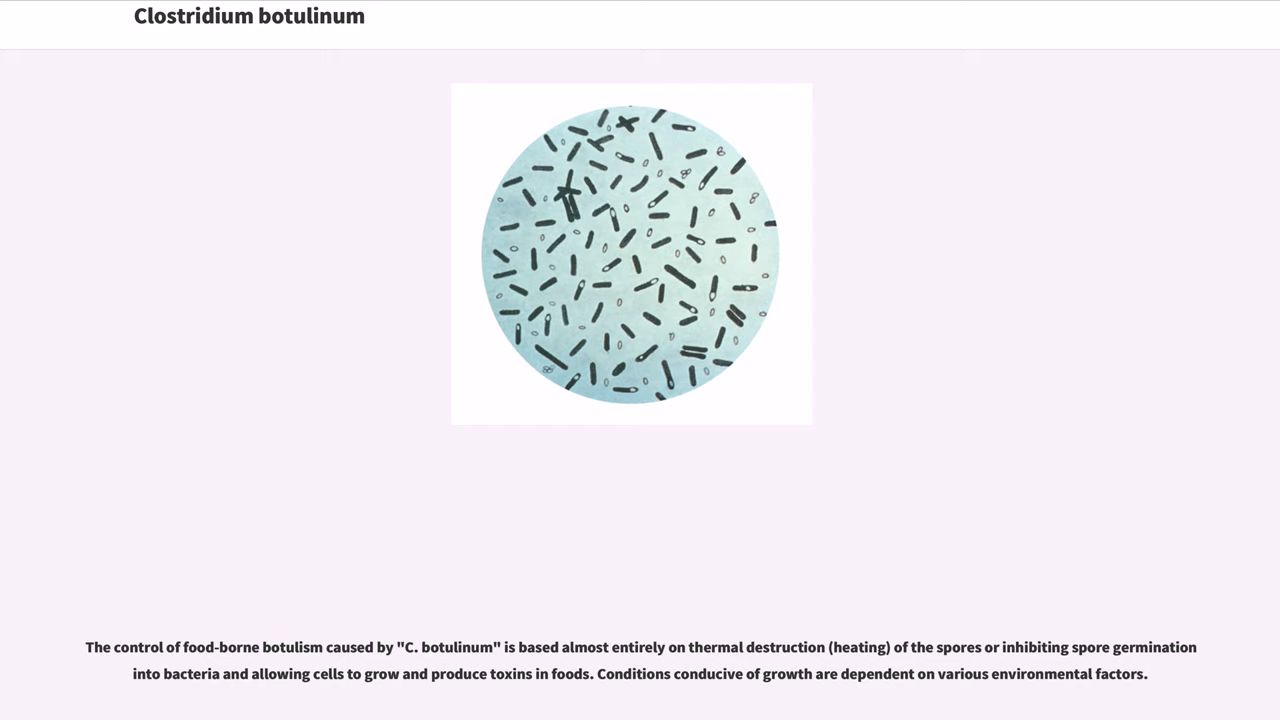 Clostridium botulinum
The control of food-borne botulism caused by "C. botulinum" is based almost entirely on thermal destruction (heating) of the spores or inhibiting spore germination
into bacteria and allowing cells to grow and produce toxins in foods. Conditions conducive of growth are dependent on various environmental factors.